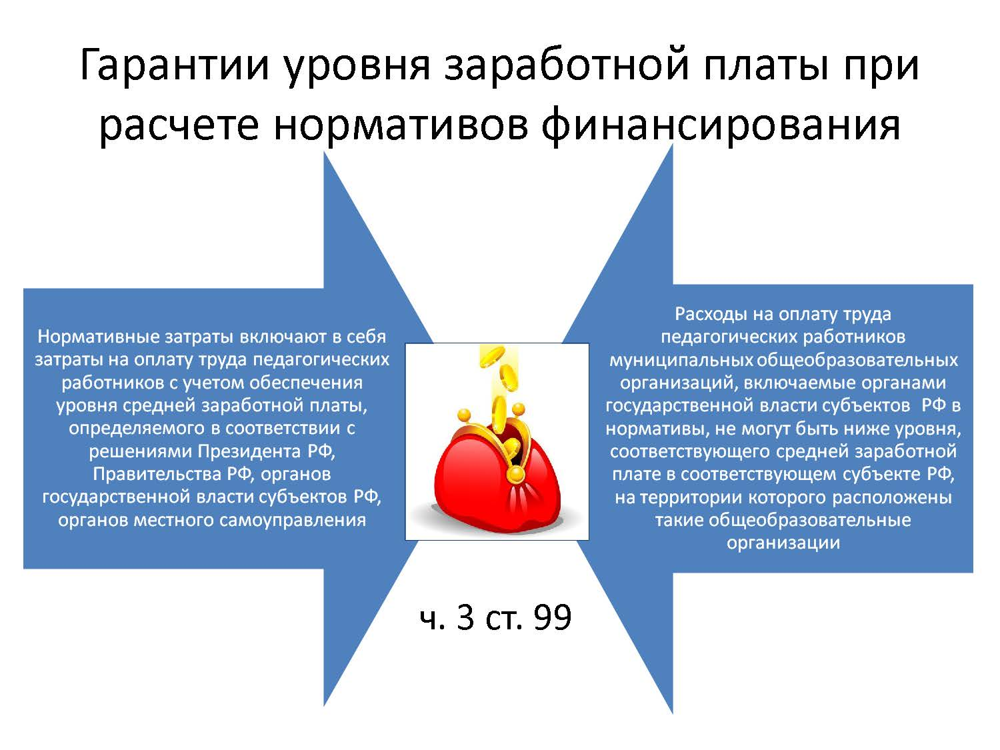 Гарантии уровня заработной платы при
расчете нормативов финансирования
Нормативные затраты включают в себя
затраты на оплату труда педагогических
работников с учетом обеспечения
уровня средней заработной платы,
определяемого в соответствии с
решениями Президента РФ,
Правительства РФ, органов
государственной власти субъектов РФ,
органов местного самоуправления
Расходы на оплату труда
педагогических работников
муниципальных общеобразовательных
организаций, включаемые органами
государственной власти субъектов РФ в
нормативы, не могут быть ниже уровня,
соответствующего средней заработной
плате в соответствующем субъекте РФ,
на территории которого расположены
такие общеобразовательные
организации
ч. 3 ст. 99